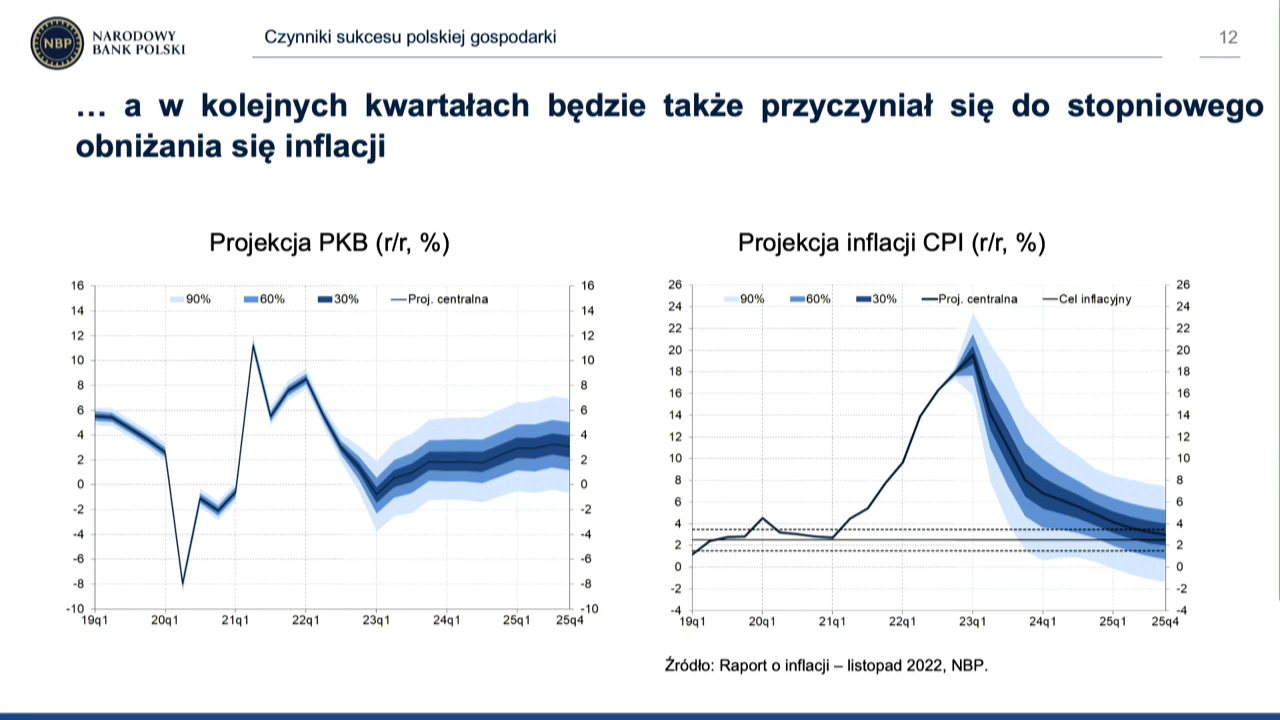 NBP
NARODOWY
BANK POLSKI
Czynniki sukcesu polskiej gospodarki
12
… a w kolejnych kwartałach będzie także przyczyniał się do stopniowego
obniżania się inflacji
Projekcja PKB (r/r, %)
16 16
90% 60% 30% Proj. centralna
14 14
12 12
10 10
8 8
6 6
4 4
2 2
0 0
-2 -2
-4 -4
-6 -6
-8 -8
-10 -10
19q1 20q1 21q1 22q1 23q1 24q1 25q1 25q4
Projekcja inflacji CPI (r/r, %)
26 26
90% 60% 30% Proj. centralna Cel inflacyjny
24 24
22 22
20 20
18 18
16 16
14 14
12 12
10 10
8 8
6 6
4 4
2 2
0 0
-2 -2
-4 -4
19q1 20q1 21q1 22q1 23q1 24q1 25q1 25q4
Źródło: Raport o inflacji – listopad 2022, NBP.